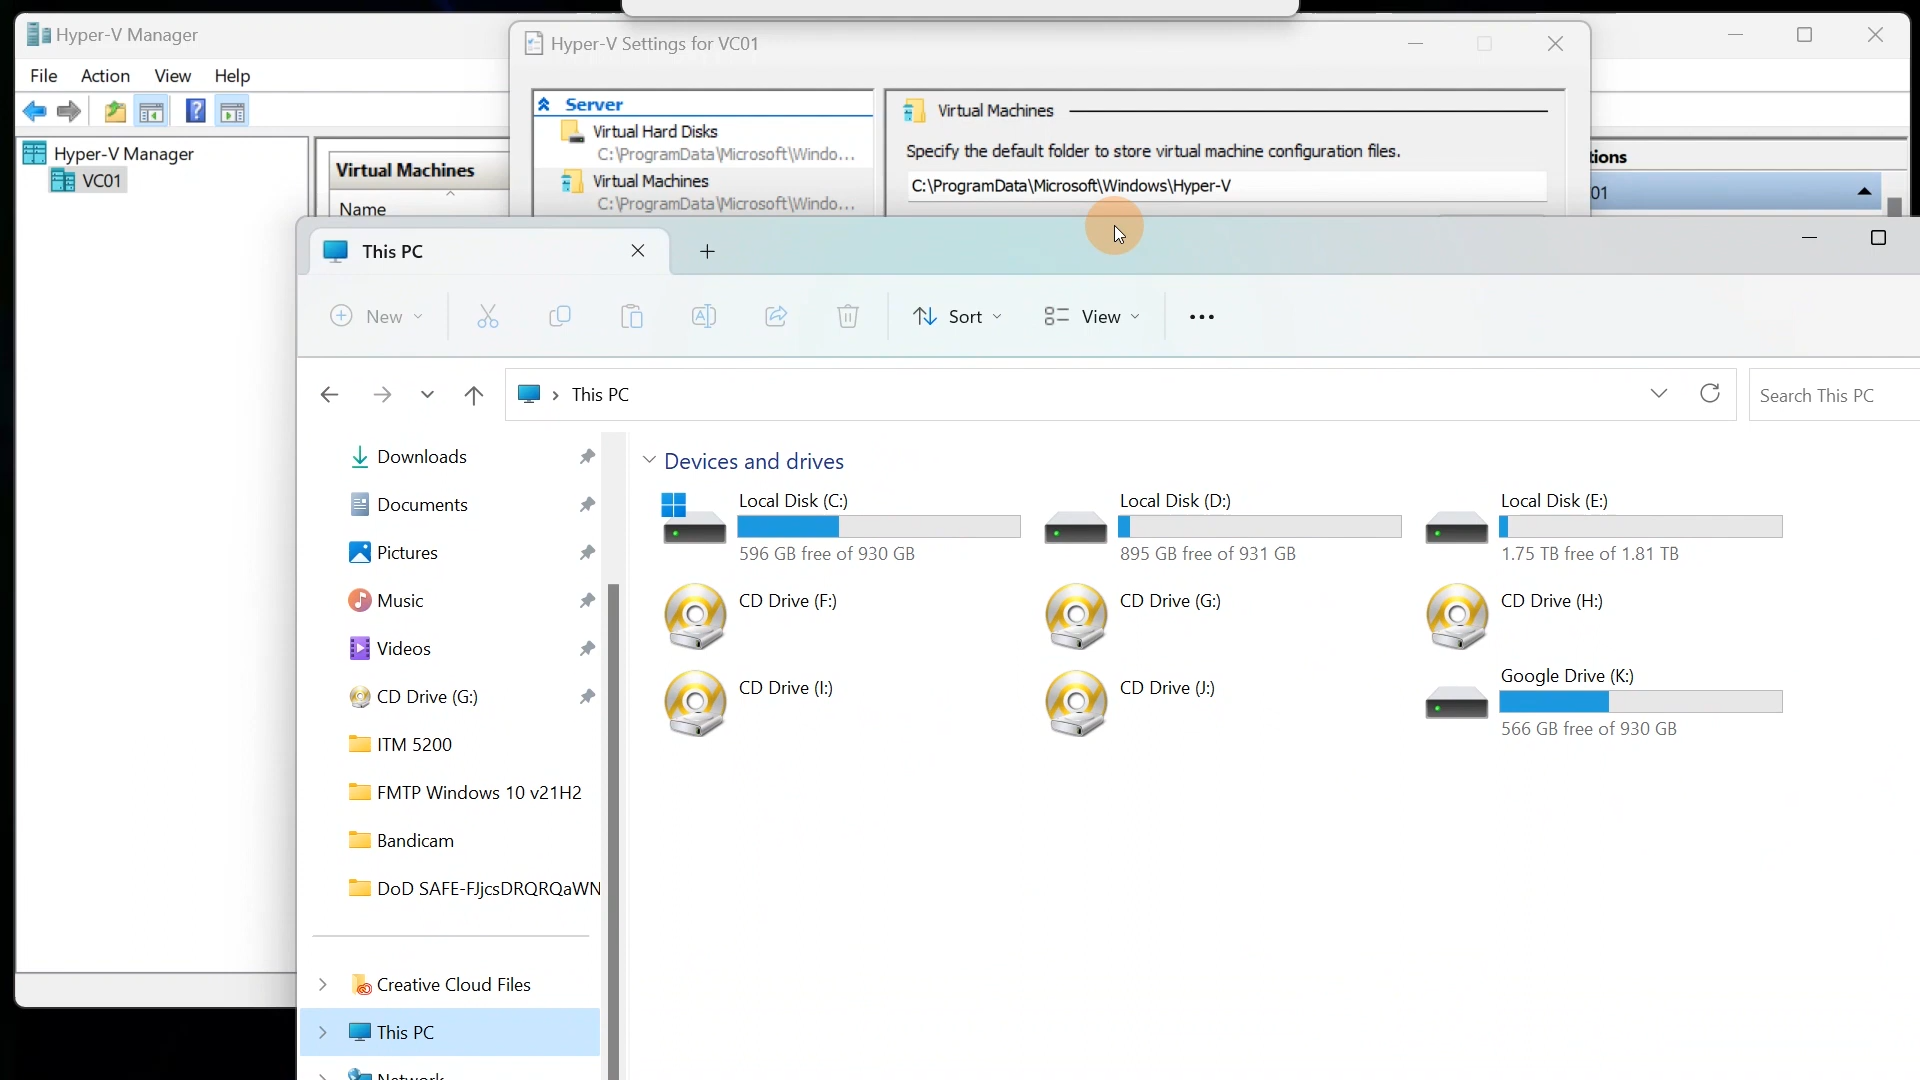 Hyper-V Manager
File Action View Help
Hyper-V Manager
VC01
Virtual Machines
Name
Hyper-V Settings for VC01
Server
Virtual Hard Disks
C:\ProgramData\Microsoft\Windo...
Virtual Machines
C:\ProgramData\Microsoft\Windo...
Virtual Machines
Specify the default folder to store virtual machine configuration files.
C:\ProgramData\Microsoft\Windows\Hyper-V
tions
01
This PC
New
Sort
View
This PC
Search This PC
Downloads
Documents
Pictures
Music
Videos
CD Drive (G:)
ITM 5200
FMTP Windows 10 v21H2
Bandicam
DoD SAFE-FJjcsDRQRQaWN
Creative Cloud Files
This PC
Network
Devices and drives
Local Disk (C:)
596 GB free of 930 GB
Local Disk (D:)
895 GB free of 931 GB
Local Disk (E:)
1.75 TB free of 1.81 TB
CD Drive (F:)
CD Drive (G:)
CD Drive (H:)
CD Drive (I:)
CD Drive (J:)
Google Drive (K:)
566 GB free of 930 GB